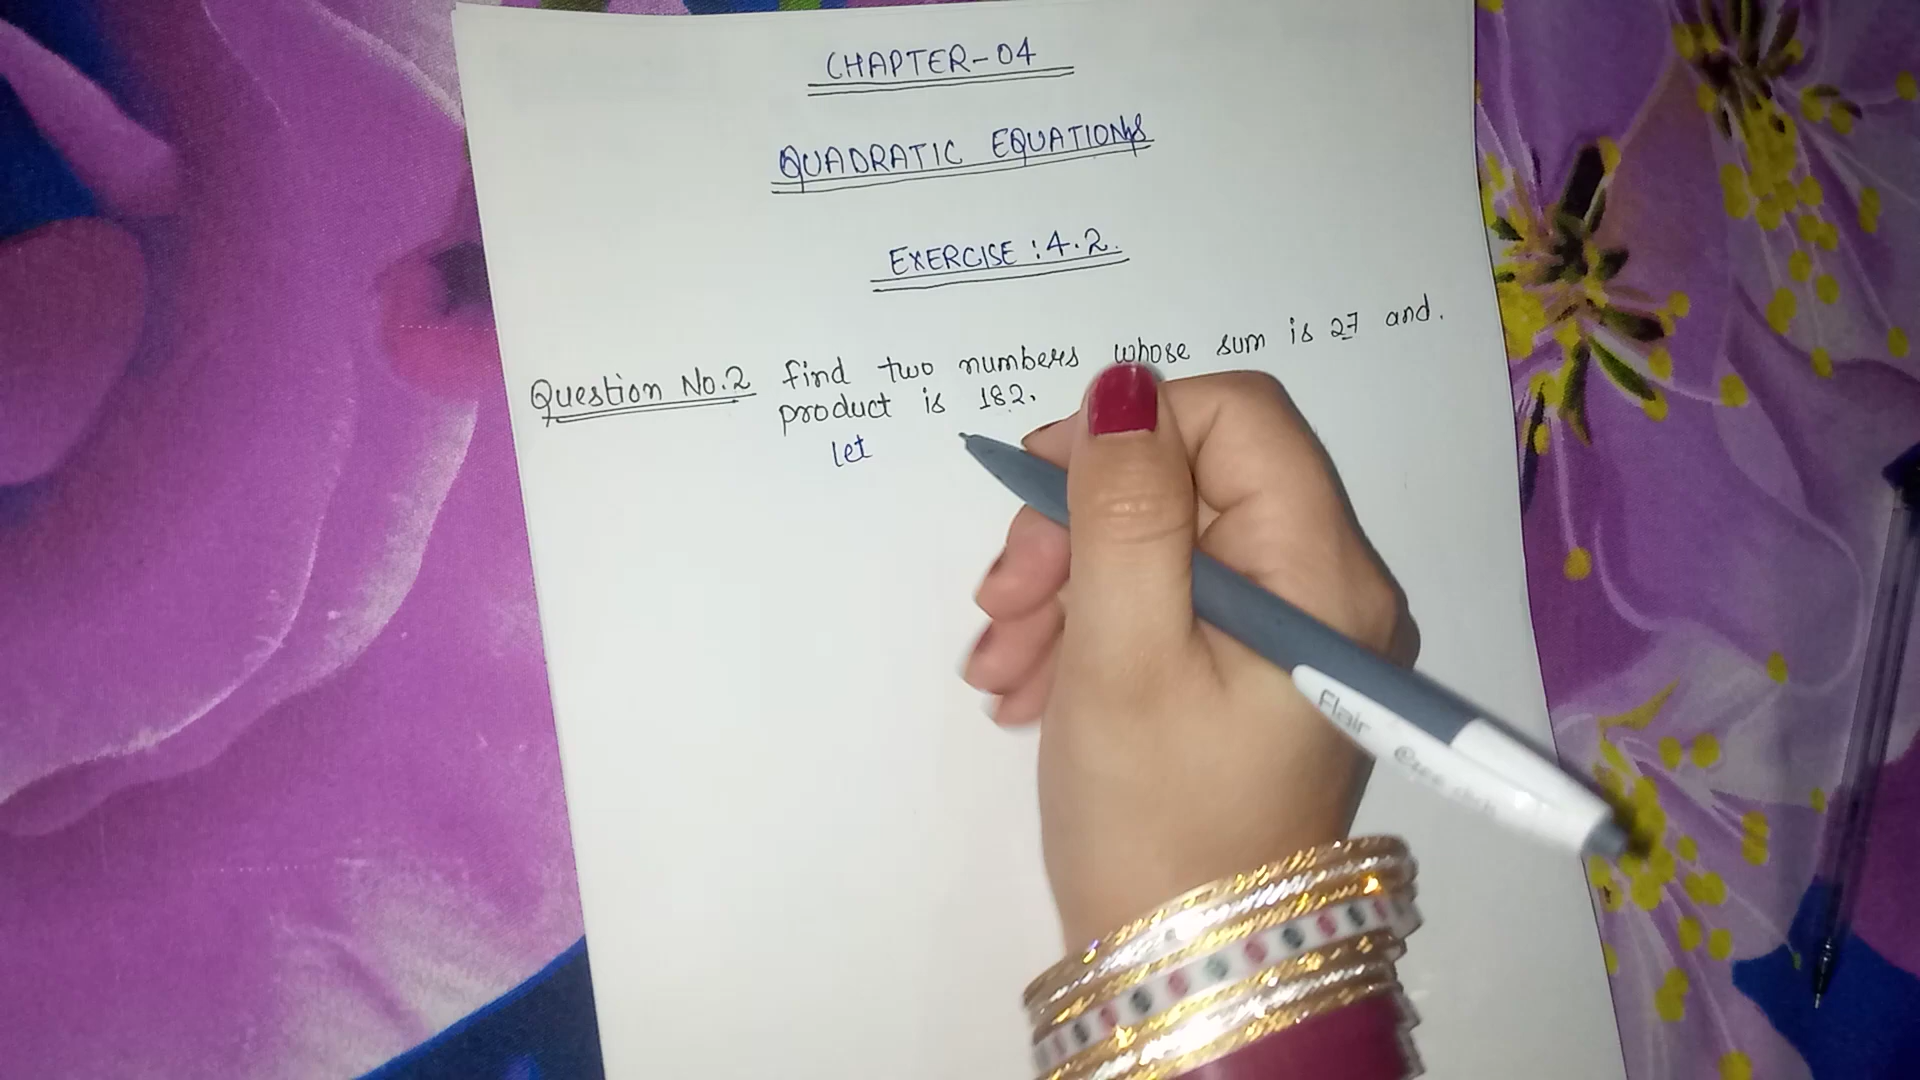 CHAPTER-04
QUADRATIC EQUATIONS
EXERCISE : 4.2.
Question No.2 find two numbers whose sum is 27 and.
product is 182.
let
Flair